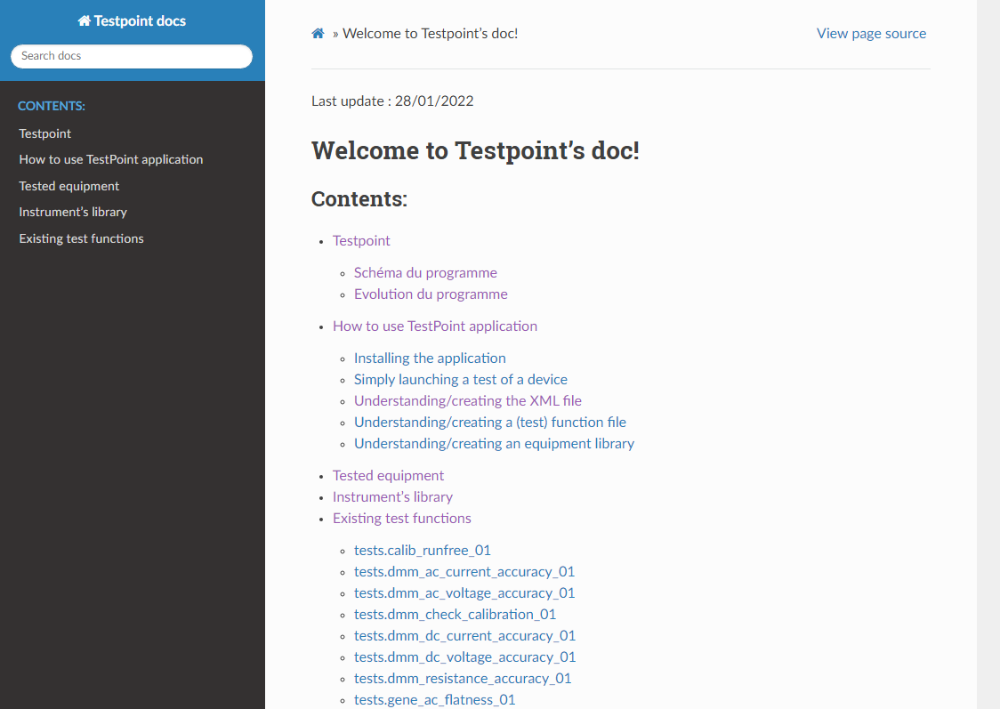 Testpoint docs
Search docs
CONTENTS:
Testpoint
How to use TestPoint application
Tested equipment
Instrument’s library
Existing test functions
» Welcome to Testpoint’s doc!
View page source
Last update : 28/01/2022
Welcome to Testpoint’s doc!
Contents:
Testpoint
Schéma du programme
Evolution du programme
How to use TestPoint application
Installing the application
Simply launching a test of a device
Understanding/creating the XML file
Understanding/creating a (test) function file
Understanding/creating an equipment library
Tested equipment
Instrument’s library
Existing test functions
tests.calib_runfree_01
tests.dmm_ac_current_accuracy_01
tests.dmm_ac_voltage_accuracy_01
tests.dmm_check_calibration_01
tests.dmm_dc_current_accuracy_01
tests.dmm_dc_voltage_accuracy_01
tests.dmm_resistance_accuracy_01
tests.gene_ac_flatness_01